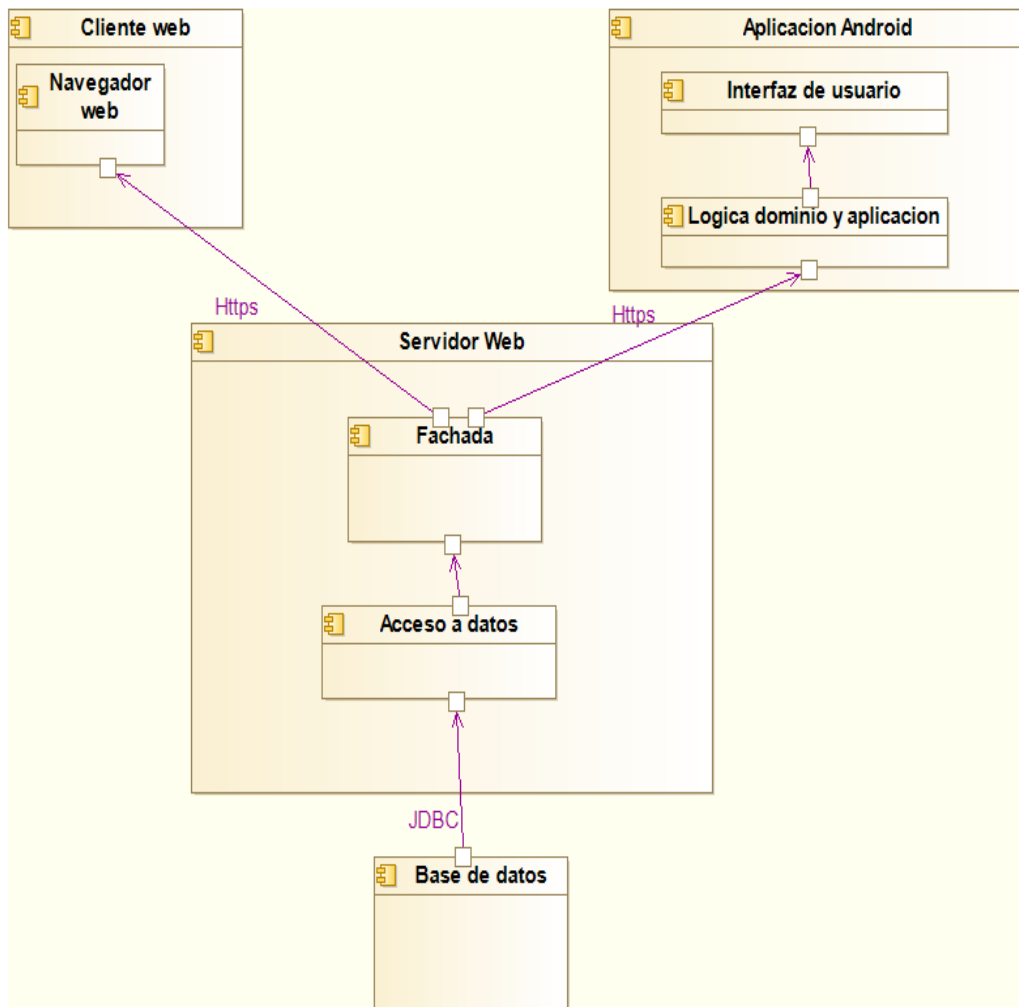 Cliente web
Aplicacion Android
Navegador
web
Interfaz de usuario
Logica dominio y aplicacion
Https
Https
Servidor Web
Fachada
Acceso a datos
JDBC
Base de datos